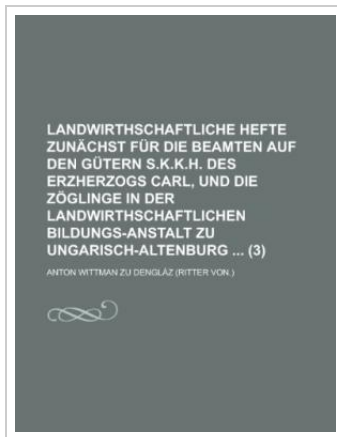 LANDWIRTHSCHAFTLICHE HEFTE
ZUNÄCHST FÜR DIE BEAMTEN AUF
DEN GÜTERN S.K.K.H. DES
ERZHERZOGS CARL, UND DIE
ZÖGLINGE IN DER
LANDWIRTHSCHAFTLICHEN
BILDUNGS-ANSTALT ZU
UNGARISCH-ALTENBURG ... (3)
ANTON WITTMAN ZU DENGLÁZ (RITTER VON.)